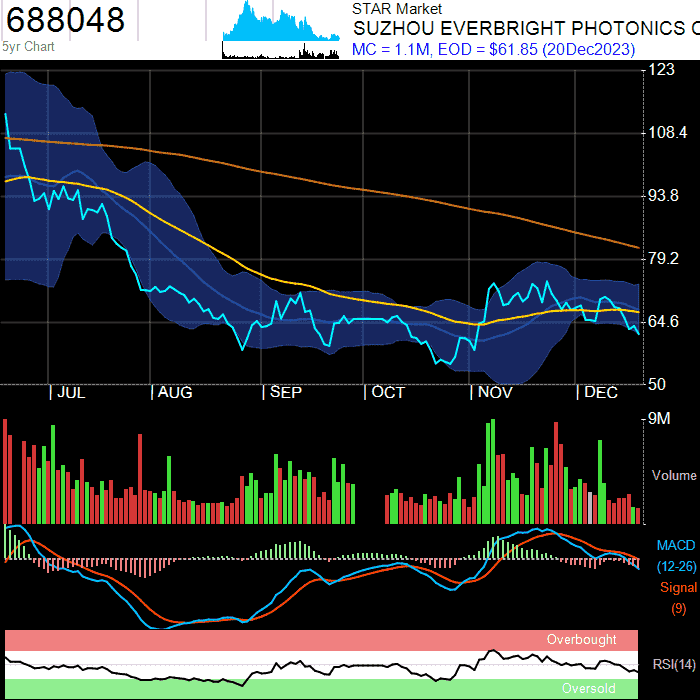 688048
5yr Chart
STAR Market
SUZHOU EVERBRIGHT PHOTONICS
MC = 1.1M, EOD = $61.85 (20Dec2023)
123
108.4
93.8
79.2
64.6
50
| JUL | AUG | SEP | OCT | NOV | DEC
9M
Volume
MACD
(12-26)
Signal
(9)
Overbought
RSI(14)
Oversold